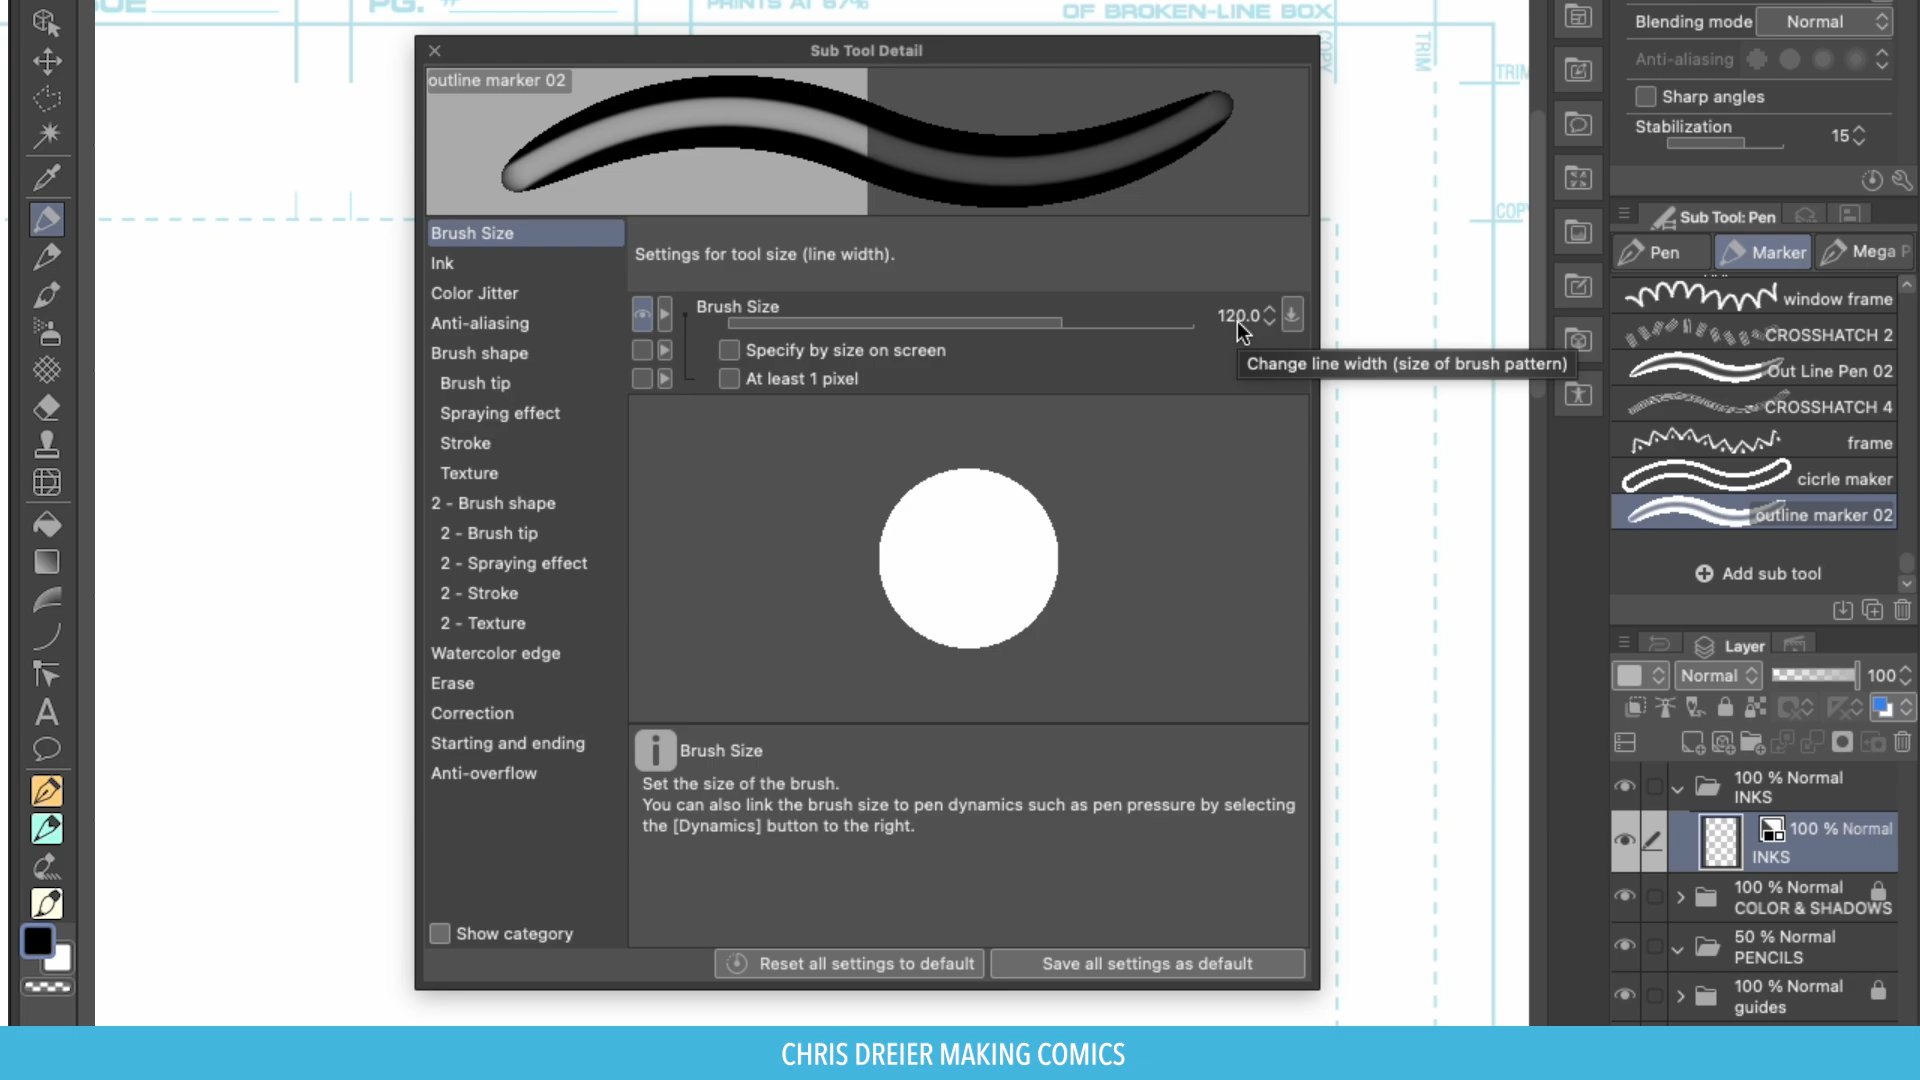 PG.
PRINTS AT 67%
OF BROKEN-LINE BOX
COPY
TRIM
TRIM
COPY
Sub Tool Detail
outline marker 02
Brush Size
Ink
Color Jitter
Anti-aliasing
Brush shape
Brush tip
Spraying effect
Stroke
Texture
2 - Brush shape
2 - Brush tip
2 - Spraying effect
2 - Stroke
2 - Texture
Watercolor edge
Erase
Correction
Starting and ending
Anti-overflow
Show category
Settings for tool size (line width).
Brush Size
120.0
Specify by size on screen
At least 1 pixel
Change line width (size of brush pattern)
Brush Size
Set the size of the brush.
You can also link the brush size to pen dynamics such as pen pressure by selecting
the [Dynamics] button to the right.
Reset all settings to default
Save all settings as default
Blending mode Normal
Anti-aliasing
Sharp angles
Stabilization 15
Sub Tool: Pen
Pen Marker Mega P
window frame
CROSSHATCH 2
Out Line Pen 02
CROSSHATCH 4
frame
cicrle maker
outline marker 02
Add sub tool
Layer
Normal 100
100 % Normal
INKS
100 % Normal
INKS
100 % Normal
COLOR & SHADOWS
50 % Normal
PENCILS
100 % Normal
guides
CHRIS DREIER MAKING COMICS